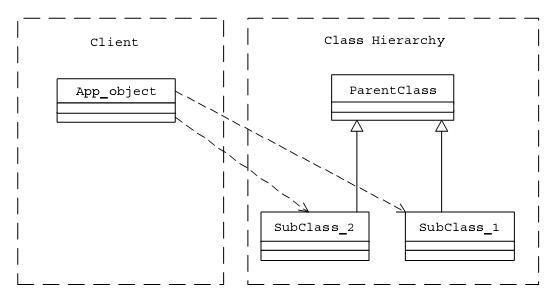 Client
Class Hierarchy
App_object
ParentClass
SubClass_2
SubClass_1